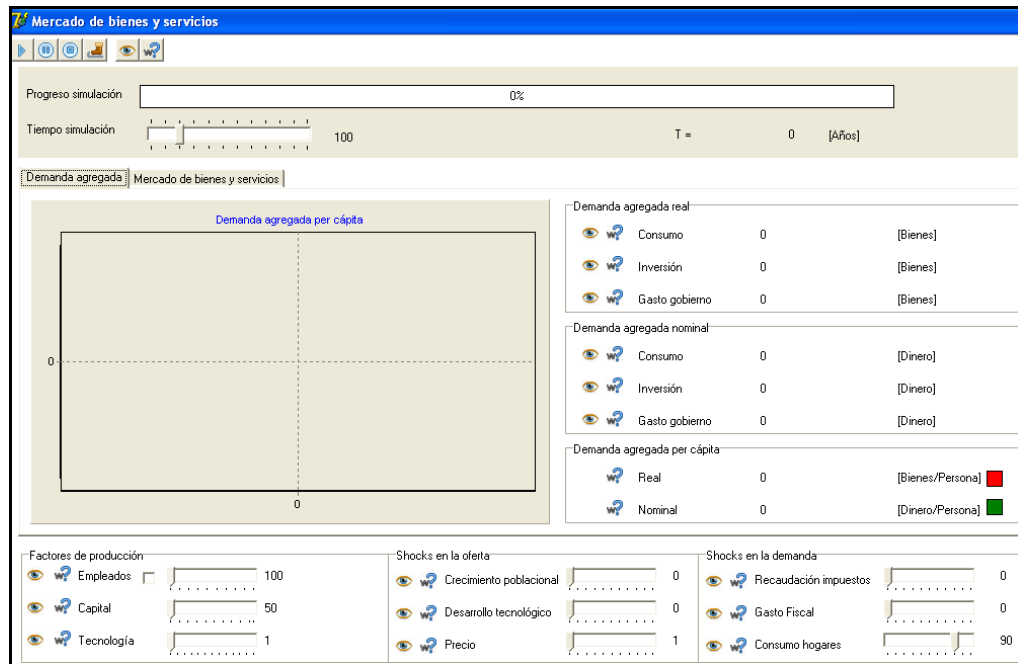 Mercado de bienes y servicios
Progreso simulación 0%
Tiempo simulación 100 T = 0 [Años]
Demanda agregada Mercado de bienes y servicios
Demanda agregada per cápita
0
0
Demanda agregada real
Consumo 0 [Bienes]
Inversión 0 [Bienes]
Gasto gobierno 0 [Bienes]
Demanda agregada nominal
Consumo 0 [Dinero]
Inversión 0 [Dinero]
Gasto gobierno 0 [Dinero]
Demanda agregada per cápita
Real 0 [Bienes/Persona]
Nominal 0 [Dinero/Persona]
Factores de producción
Empleados 100
Capital 50
Tecnología 1
Shocks en la oferta
Crecimiento poblacional 0
Desarrollo tecnológico 0
Precio 1
Shocks en la demanda
Recaudación impuestos 0
Gasto Fiscal 0
Consumo hogares 90